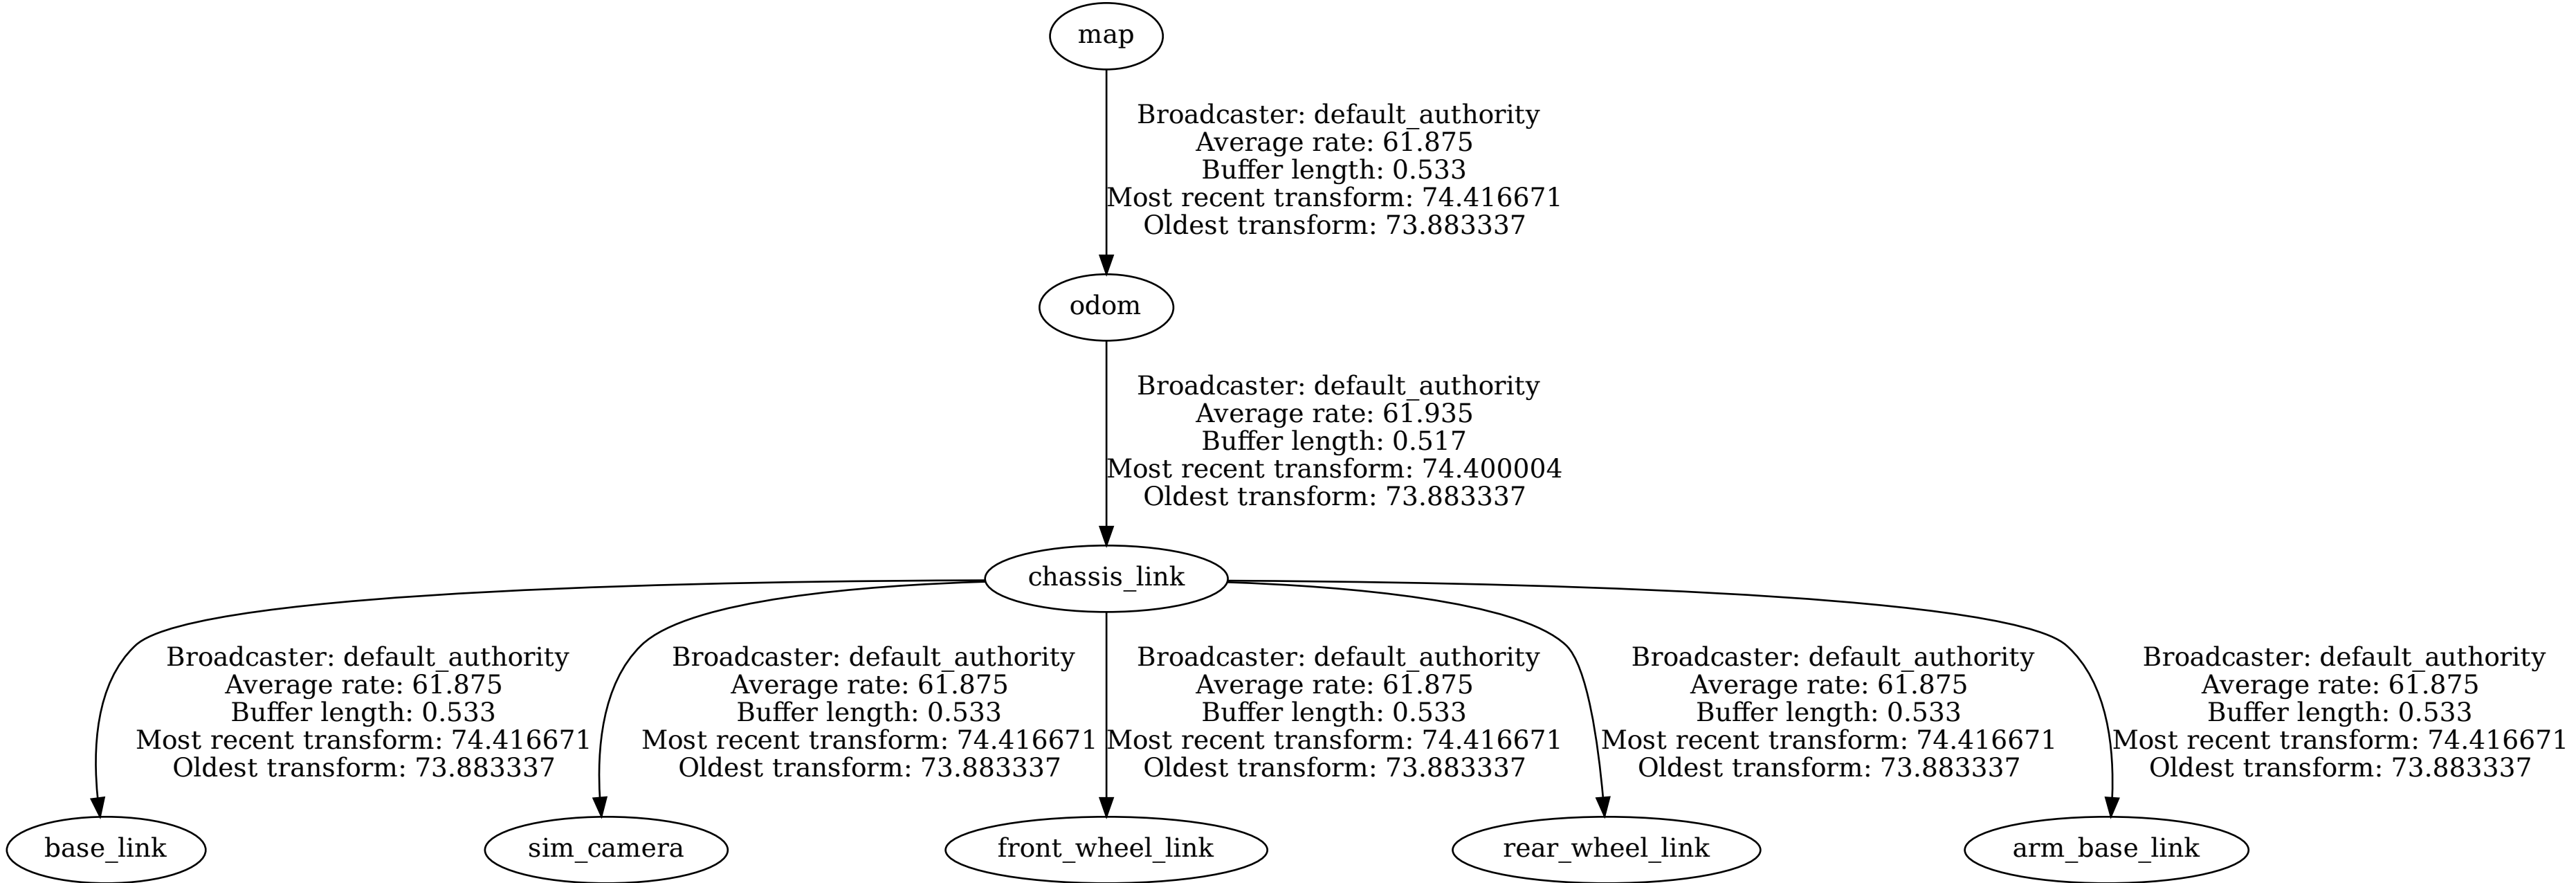 map
Broadcaster: default_authority
Average rate: 61.875
Buffer length: 0.533
Most recent transform: 74.416671
Oldest transform: 73.883337
odom
Broadcaster: default_authority
Average rate: 61.935
Buffer length: 0.517
Most recent transform: 74.400004
Oldest transform: 73.883337
chassis_link
Broadcaster: default_authority
Average rate: 61.875
Buffer length: 0.533
Most recent transform: 74.416671
Oldest transform: 73.883337
Broadcaster: default_authority
Average rate: 61.875
Buffer length: 0.533
Most recent transform: 74.416671
Oldest transform: 73.883337
Broadcaster: default_authority
Average rate: 61.875
Buffer length: 0.533
Most recent transform: 74.416671
Oldest transform: 73.883337
Broadcaster: default_authority
Average rate: 61.875
Buffer length: 0.533
Most recent transform: 74.416671
Oldest transform: 73.883337
Broadcaster: default_authority
Average rate: 61.875
Buffer length: 0.533
Most recent transform: 74.416671
Oldest transform: 73.883337
base_link
sim_camera
front_wheel_link
rear_wheel_link
arm_base_link